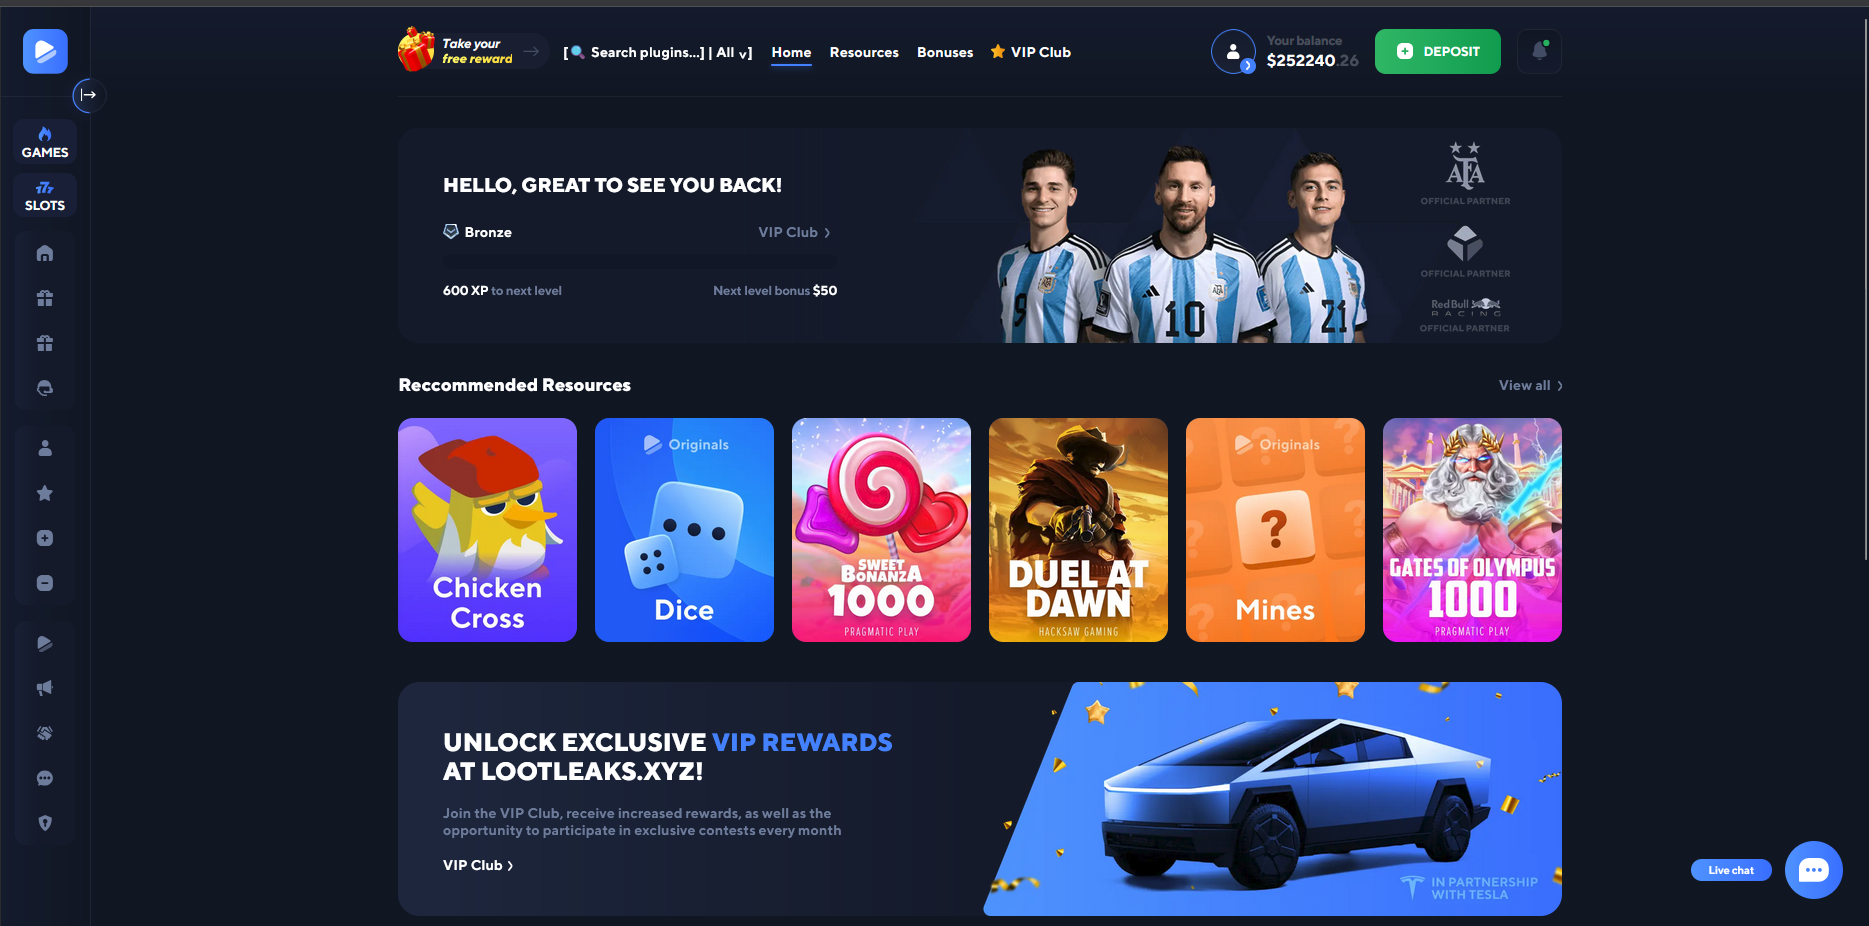 Take your
free reward
[🔍 Search plugins...] | All v]
Home
Resources
Bonuses
VIP Club
Your balance
$252240.26
DEPOSIT
GAMES
SLOTS
HELLO, GREAT TO SEE YOU BACK!
Bronze
VIP Club
600 XP to next level
Next level bonus $50
9
10
21
AFA
OFFICIAL PARTNER
OFFICIAL PARTNER
Red Bull
RACING
OFFICIAL PARTNER
Reccommended Resources
View all
Chicken
Cross
Originals
Dice
SWEET
BONANZA
1000
PRAGMATIC PLAY
DUEL AT
DAWN
HACKSAW GAMING
Originals
?
Mines
GATES OF OLYMPUS
1000
PRAGMATIC PLAY
UNLOCK EXCLUSIVE VIP REWARDS
AT LOOTLEAKS.XYZ!
Join the VIP Club, receive increased rewards, as well as the
opportunity to participate in exclusive contests every month
VIP Club
IN PARTNERSHIP
WITH TESLA
Live chat